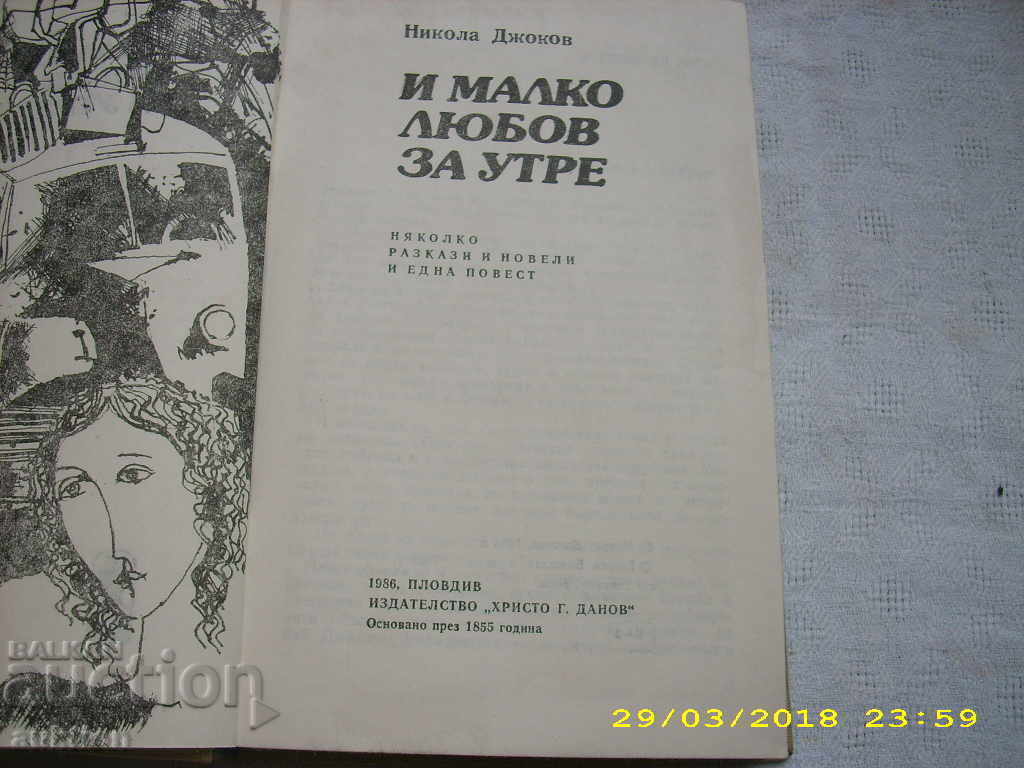 Никола Джоков
И МАЛКО
ЛЮБОВ
ЗА УТРЕ
НЯКОЛКО
РАЗКАЗИ И НОВЕЛИ
И ЕДНА ПОВЕСТ
1986, ПЛОВДИВ
ИЗДАТЕЛСТВО „ХРИСТО Г. ДАНОВ“
Основано през 1855 година
BALKAN
auction
29/03/2018 23:59